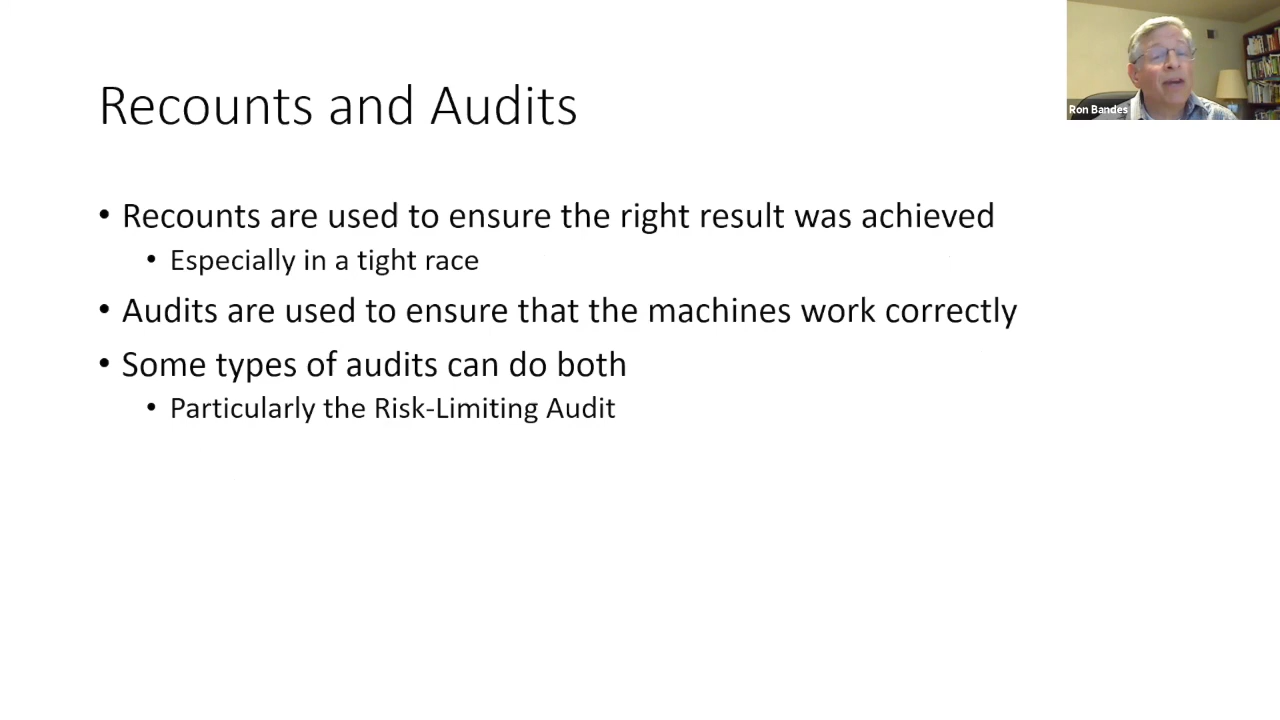 Recounts and Audits
Ron Bandes
• Recounts are used to ensure the right result was achieved
• Especially in a tight race
• Audits are used to ensure that the machines work correctly
• Some types of audits can do both
• Particularly the Risk-Limiting Audit